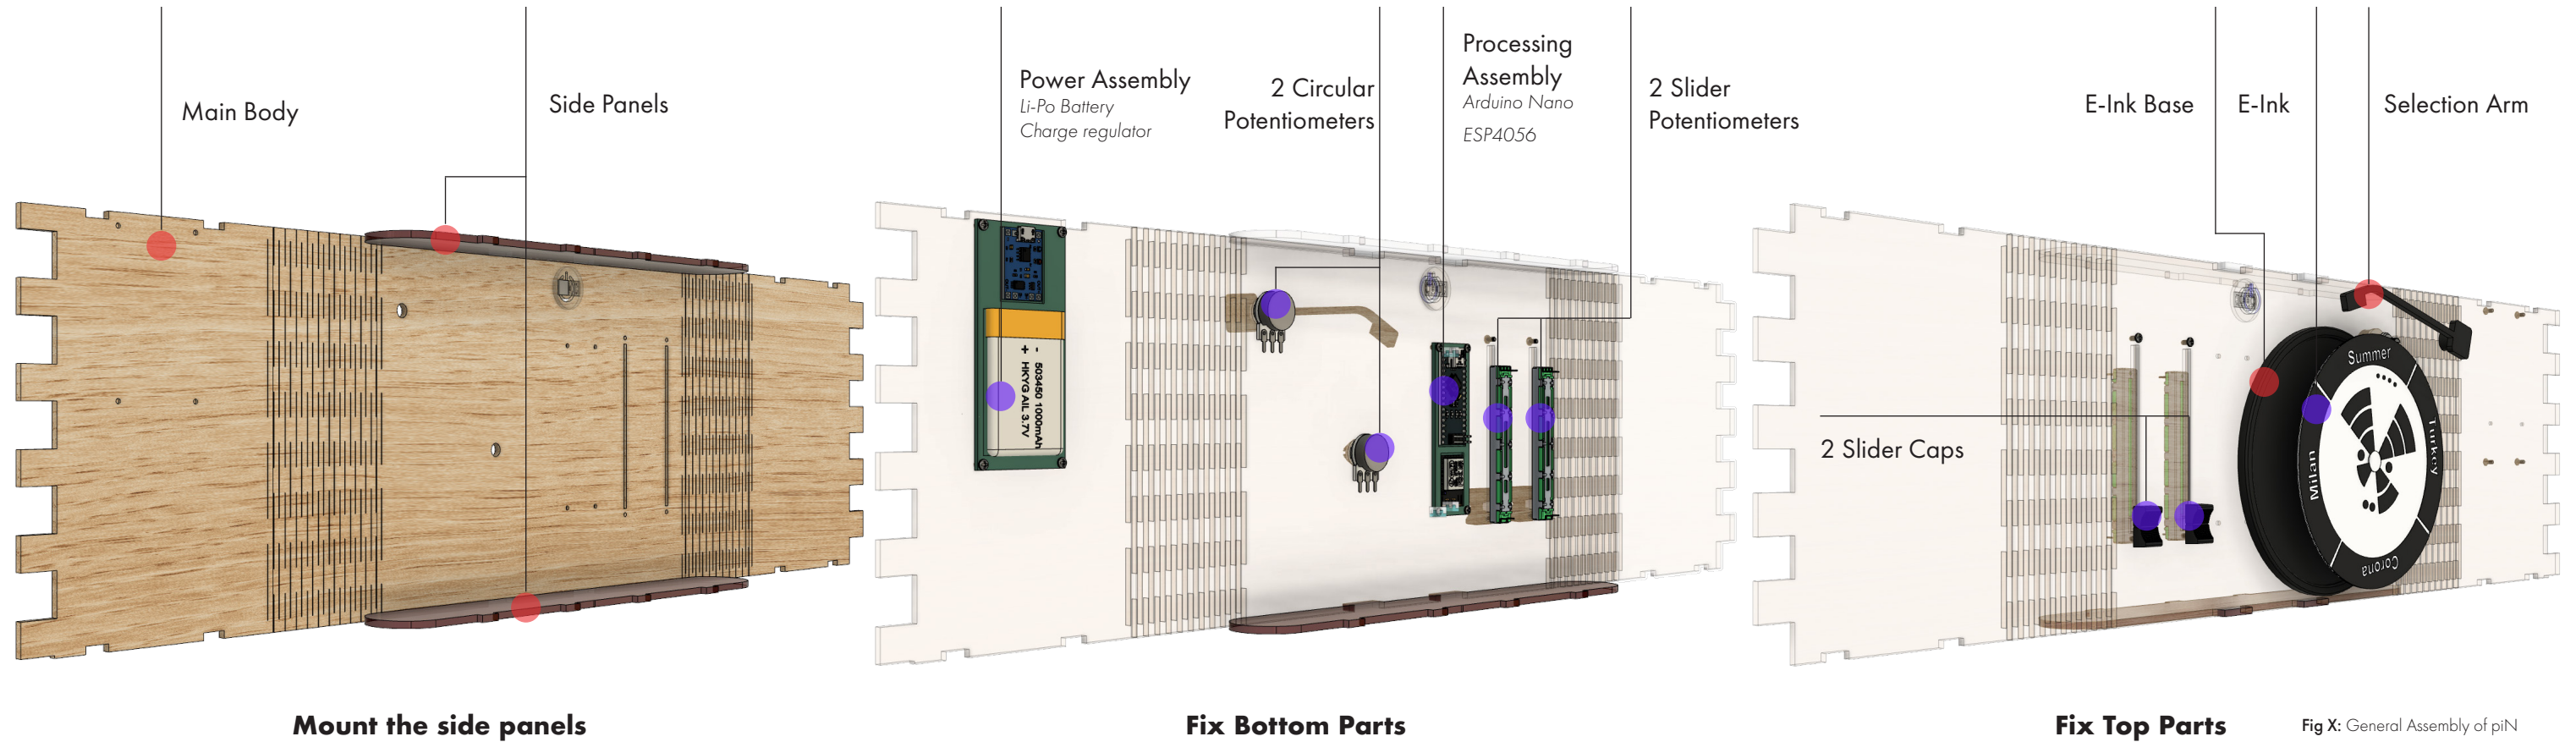 Main Body
Side Panels
Mount the side panels
Power Assembly
Li-Po Battery
Charge regulator
2 Circular
Potentiometers
Processing
Assembly
Arduino Nano
ESP4056
2 Slider
Potentiometers
503450 1000mAh
HKYG AIL 3.7V
- +
Fix Bottom Parts
E-Ink Base
E-Ink
Selection Arm
2 Slider Caps
Summer
Turkey
Corona
Milan
Fix Top Parts
Fig X: General Assembly of piN